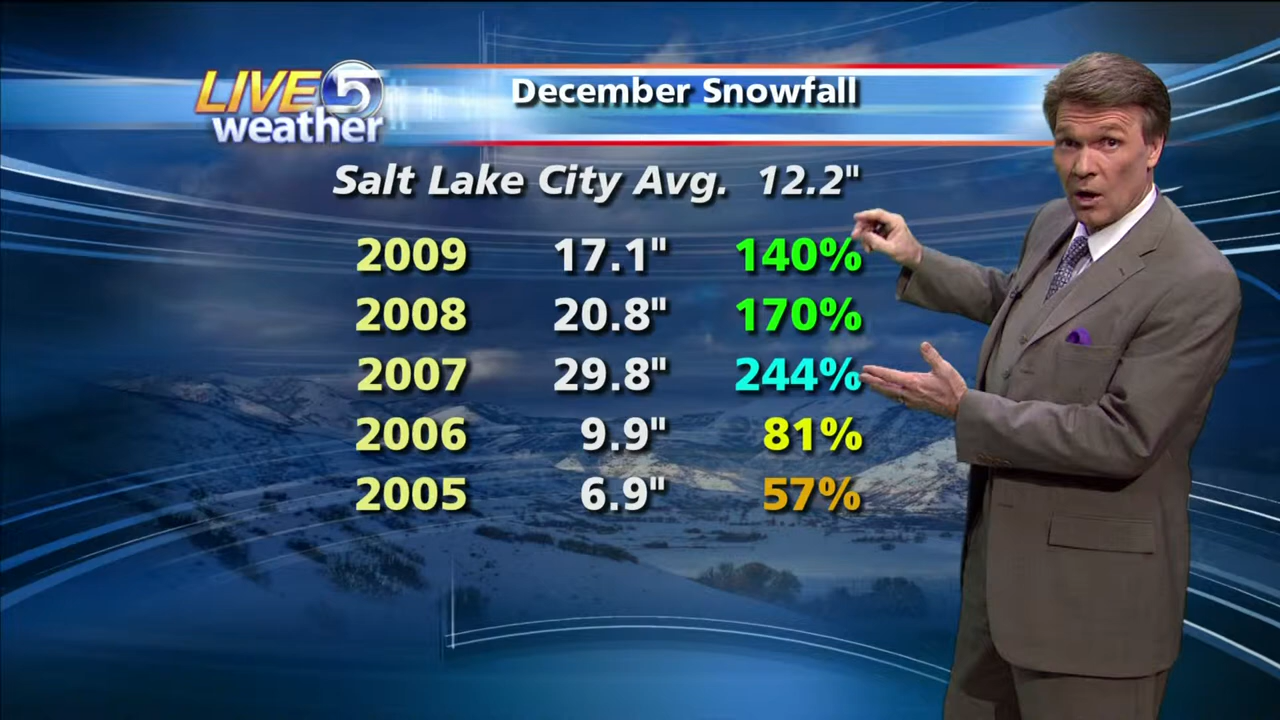 LIVE 5
weather
December Snowfall
Salt Lake City Avg. 12.2"
2009 17.1" 140%
2008 20.8" 170%
2007 29.8" 244%
2006 9.9" 81%
2005 6.9" 57%